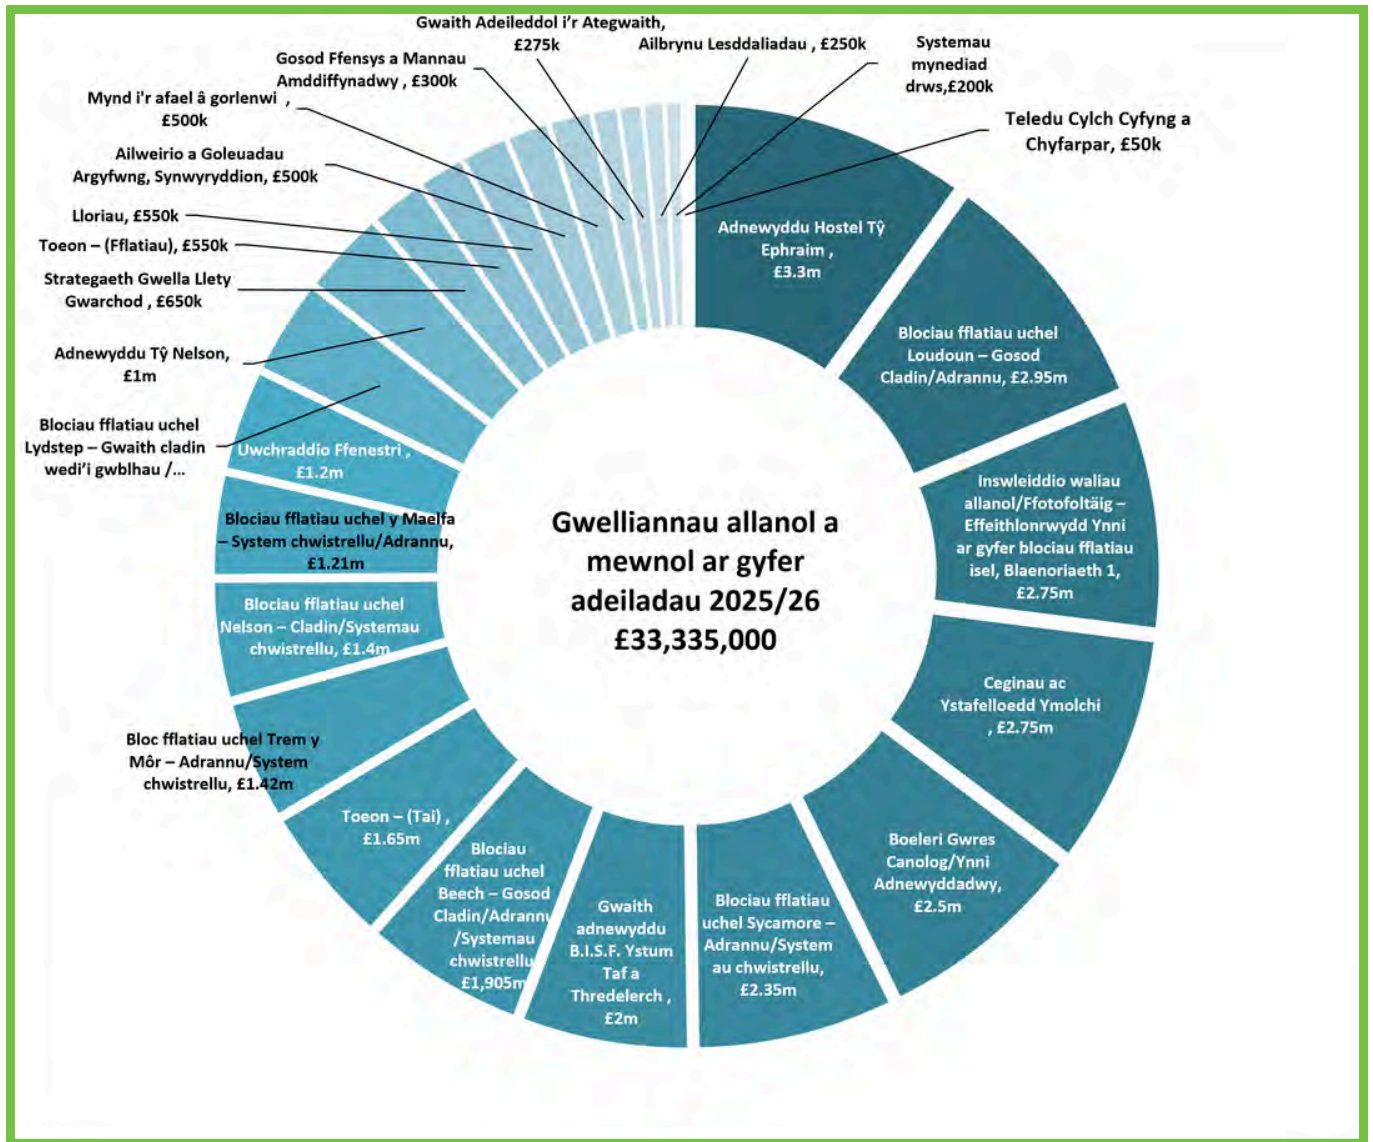 Gwaith Adeileddol i'r Ategwaith,
£275k
Ailbrynu Lesddaliadau , £250k
Systemau
mynediad
drws,£200k
Gosod Ffensys a Mannau
Amddiffynadwy , £300k
Mynd i'r afael â gorlenwi ,
£500k
Teledu Cylch Cyfyng a
Chyfarpar, £50k
Ailweirio a Goleuadau
Argyfwng, Synwyryddion, £500k
Lloriau, £550k
Toeon – (Fflatiau), £550k
Strategaeth Gwella Llety
Gwarchod , £650k
Adnewyddu Tŷ Nelson,
£1m
Blociau fflatiau uchel
Lydstep – Gwaith cladin
wedi'i gwblhau /...
Adnewyddu Hostel Tŷ
Ephraim ,
£3.3m
Blociau fflatiau uchel
Loudoun – Gosod
Cladin/Adrannu, £2.95m
Inswleiddio waliau
allanol/Ffotofoltäig –
Effeithlonrwydd Ynni
ar gyfer blociau fflatiau
isel, Blaenoriaeth 1,
£2.75m
Ceginau ac
Ystafelloedd Ymolchi
, £2.75m
Boeleri Gwres
Canolog/Ynni
Adnewyddadwy,
£2.5m
Blociau fflatiau
uchel Sycamore –
Adrannu/System
au chwistrellu,
£2.35m
Gwaith
adnewyddu
B.I.S.F. Ystum
Taf a
Thredelerch ,
£2m
Blociau
fflatiau uchel
Beech – Gosod
Cladin/Adrannu
/Systemau
chwistrellu
£1,905m
Toeon – (Tai) ,
£1.65m
Bloc fflatiau uchel Trem y
Môr – Adrannu/System
chwistrellu, £1.42m
Blociau fflatiau uchel
Nelson – Cladin/Systemau
chwistrellu, £1.4m
Blociau fflatiau uchel y Maelfa
– System chwistrellu/Adrannu,
£1.21m
Uwchraddio Ffenestri ,
£1.2m
Gwelliannau allanol a
mewnol ar gyfer
adeiladau 2025/26
£33,335,000